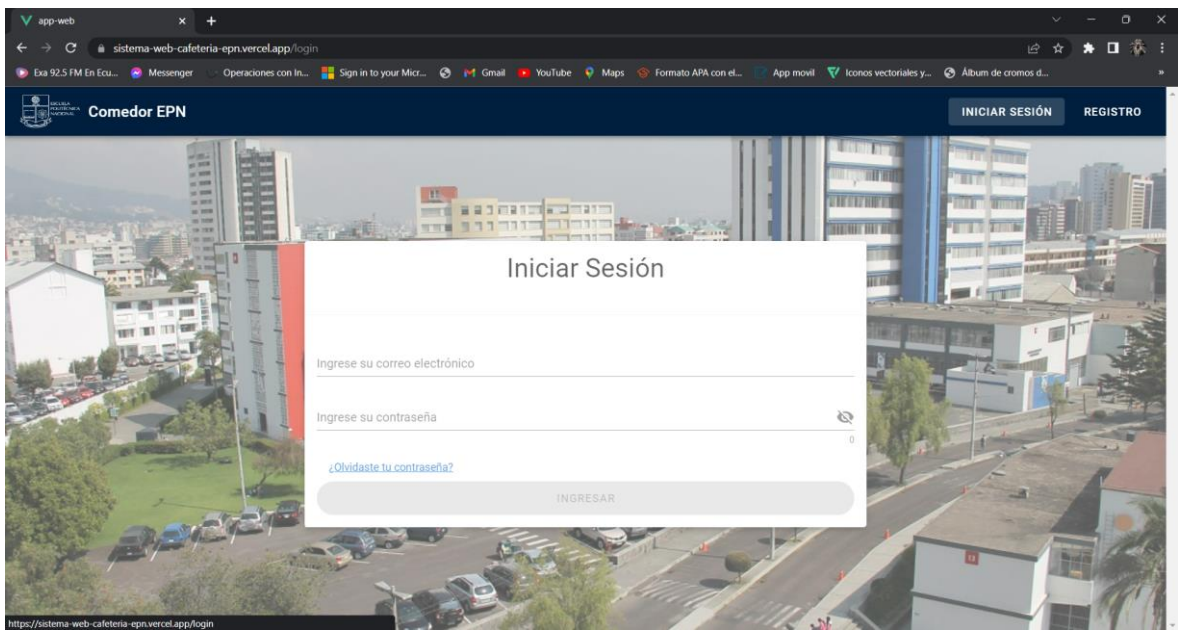 app-web
sistema-web-cafeteria-epn.vercel.app/login
Exa 92.5 FM En Ecu... Messenger Operaciones con In... Sign in to your Micr... Gmail YouTube Maps Formato APA con el... App movil Iconos vectoriales y... Álbum de cromos d... »
ESCUELA
POLITÉCNICA
NACIONAL
Comedor EPN INICIAR SESIÓN REGISTRO
Iniciar Sesión
Ingrese su correo electrónico
Ingrese su contraseña
0
¿Olvidaste tu contraseña?
INGRESAR
https://sistema-web-cafeteria-epn.vercel.app/login